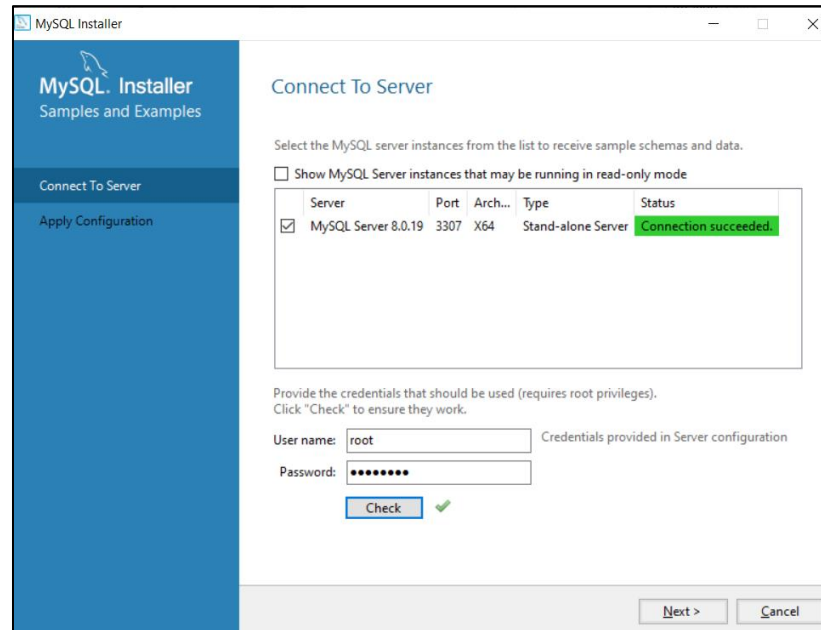 MySQL Installer
MySQL. Installer
Samples and Examples
Connect To Server
Apply Configuration
Connect To Server
Select the MySQL server instances from the list to receive sample schemas and data.
Show MySQL Server instances that may be running in read-only mode
Server Port Arch... Type Status
MySQL Server 8.0.19 3307 X64 Stand-alone Server Connection succeeded.
Provide the credentials that should be used (requires root privileges).
Click "Check" to ensure they work.
User name: root Credentials provided in Server configuration
Password: ●●●●●●●●
Check
Next > Cancel